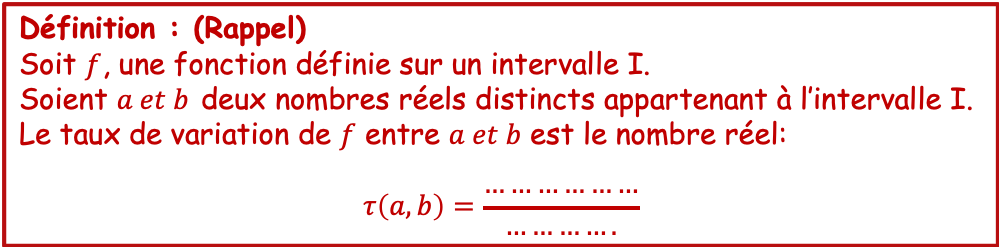 Définition : (Rappel)
Soit 𝑓, une fonction définie sur un intervalle I.
Soient 𝑎 𝑒𝑡 𝑏 deux nombres réels distincts appartenant à l’intervalle I.
Le taux de variation de 𝑓 entre 𝑎 𝑒𝑡 𝑏 est le nombre réel:
… … … … … …
𝜏(𝑎, 𝑏) =
… … … ….